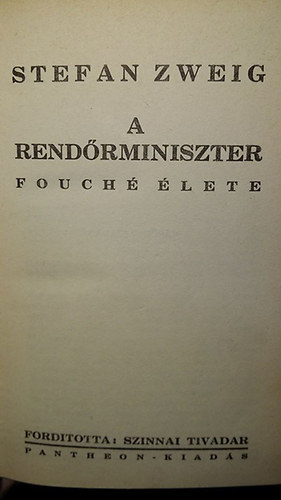 STEFAN ZWEIG
A
RENDŐRMINISZTER
FOUCHÉ ÉLETE
FORDITOTTA: SZINNAI TIVADAR
PANTHEON-KIADÁS